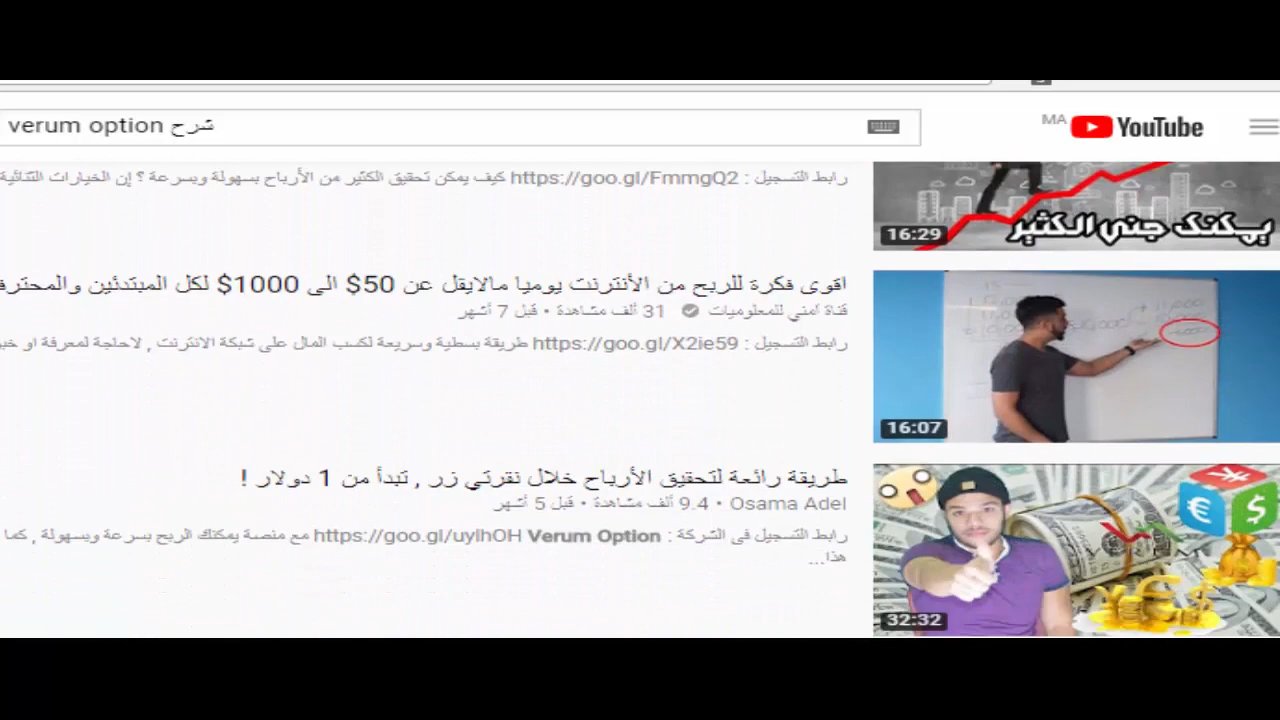 شرح verum option
MA YouTube
رابط التسجيل : https://goo.gl/FmmgQ2 كيف يمكن تحقيق الكثير من الأرباح بسهولة وبسرعة ؟ إن الخيارات الثنائية
يمكنك جني الكثير
16:29
اقوى فكرة للربح من الأنترنت يوميا مالايقل عن 50$ الى 1000$ لكل المبتدئين والمحترف
قناة أمني للمعلوميات • 31 ألف مشاهدة • قبل 7 أشهر
رابط التسجيل : https://goo.gl/X2ie59 طريقة بسطية وسريعة لكسب المال على شبكة الانترنت , لاحاجة لمعرفة او خبر
16:07
طريقة رائعة لتحقيق الأرباح خلال نقرتي زر , تبدأ من 1 دولار !
Osama Adel • 9.4 ألف مشاهدة • قبل 5 أشهر
رابط التسجيل في الشركة : https://goo.gl/uylhOH Verum Option مع منصة يمكنك الربح بسرعة وبسهولة , كما
هذا...
32:32